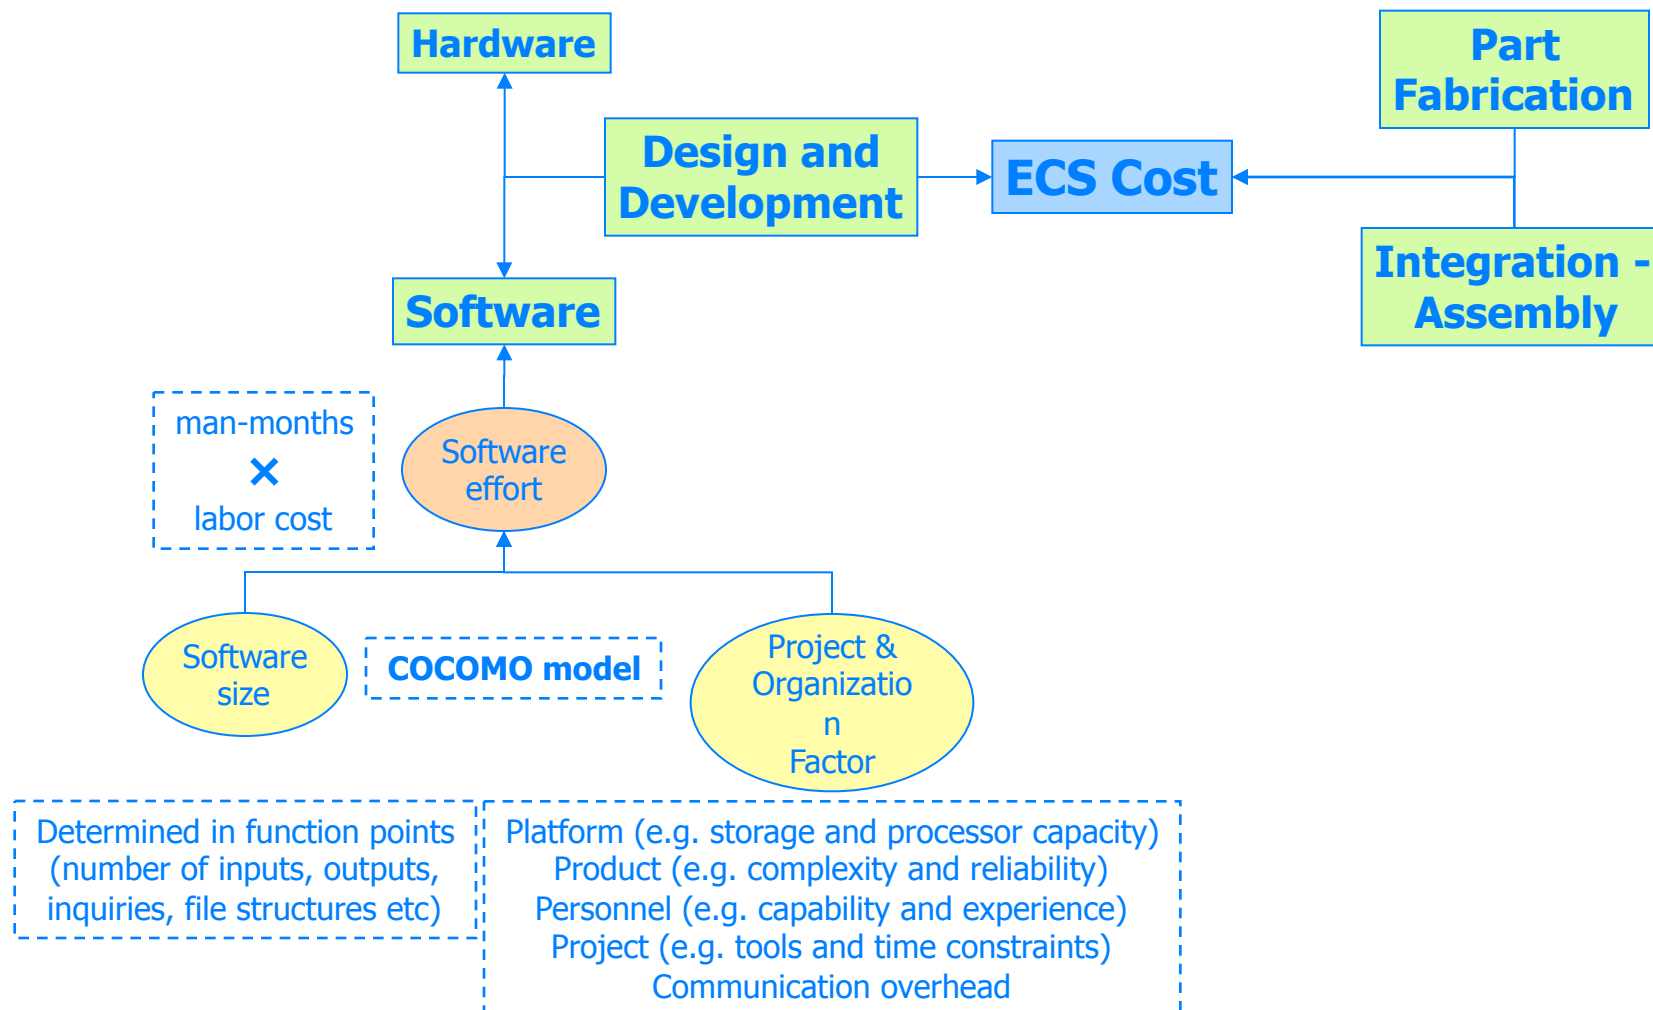 Hardware
Part
Fabrication
Design and
Development
ECS Cost
Integration -
Assembly
Software
man-months
×
labor cost
Software
effort
Software
size
COCOMO model
Project &
Organizatio
n
Factor
Determined in function points
(number of inputs, outputs,
inquiries, file structures etc)
Platform (e.g. storage and processor capacity)
Product (e.g. complexity and reliability)
Personnel (e.g. capability and experience)
Project (e.g. tools and time constraints)
Communication overhead